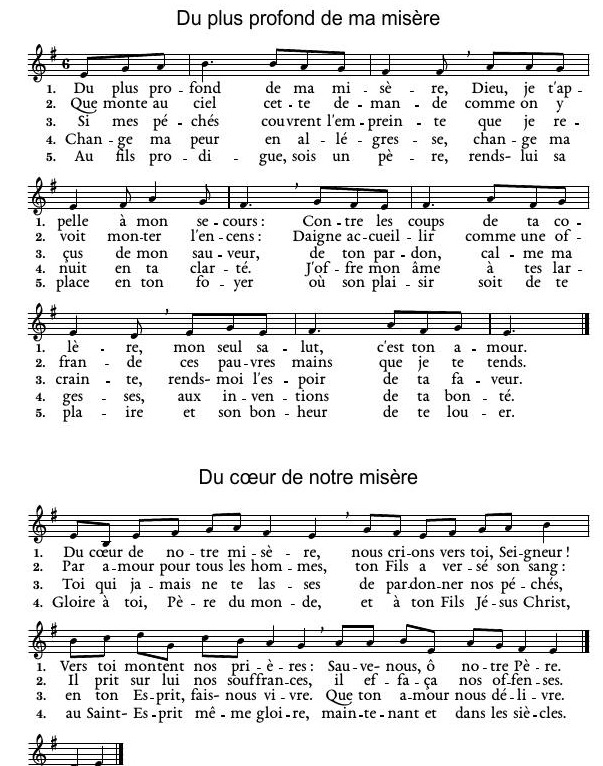 Du plus profond de ma misère
6
1. Du plus pro - fond de ma mi - sè - re, Dieu, je t'ap -
2. Que monte au ciel cet - te de - man - de comme on y
3. Si mes pé - chés couvrent l'em - prein - te que je re -
4. Chan - ge ma peur en al - lé - gres - se, chan - ge ma
5. Au fils pro - di - gue, sois un pè - re, rends- lui sa
1. pelle à mon se - cours : Con - tre les coups de ta co -
2. voit mon-ter l'en - cens : Daigne ac - cueil - lir comme une of -
3. çus de mon sau - veur, de ton par - don, cal - me ma
4. nuit en ta clar - té. J'of - fre mon âme à tes lar -
5. place en ton fo - yer où son plai - sir soit de te
1. lè - re, mon seul sa - lut, c'est ton a - mour.
2. fran - de ces pau - vres mains que je te tends.
3. crain - te, rends- moi l'es - poir de ta fa - veur.
4. ges - ses, aux in - ven - tions de ta bon - té.
5. pla - ire et son bon - heur de te lou - er.
Du cœur de notre misère
1. Du cœur de no - tre mi - sè - re, nous cri-ons vers toi, Sei-gneur !
2. Par a-mour pour tous les hom - mes, ton Fils a ver - sé son sang :
3. Toi qui ja - mais ne te las - ses de par-don-ner nos pé - chés,
4. Gloire à toi, Pè - re du mon - de, et à ton Fils Jé - sus Christ,
1. Vers toi montent nos pri - è - res : Sau - ve- nous, ô no - tre Pè - re.
2. Il prit sur lui nos souffran - ces, il ef - fa - ça nos of-fen - ses.
3. en ton Es-prit, fais- nous vi - vre. Que ton a-mour nous dé - li - vre.
4. au Saint- Es-prit mê - me gloi - re, main - te - nant et dans les siè - cles.